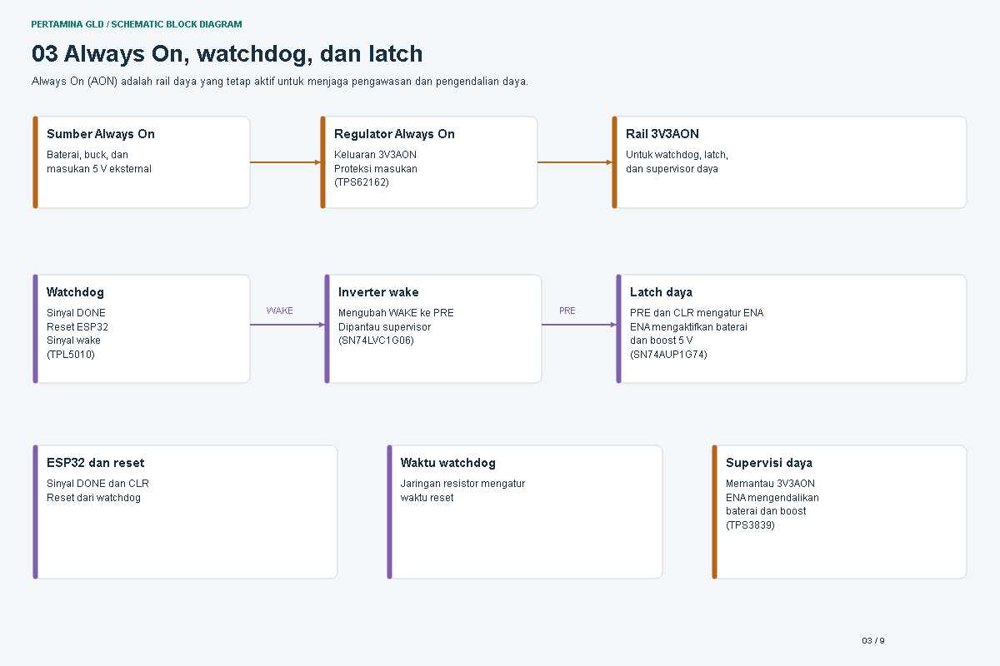 PERTAMINA GLD / SCHEMATIC BLOCK DIAGRAM
03 Always On, watchdog, dan latch
Always On (AON) adalah rail daya yang tetap aktif untuk menjaga pengawasan dan pengendalian daya.
Sumber Always On
Baterai, buck, dan
masukan 5 V eksternal
Regulator Always On
Keluaran 3V3AON
Proteksi masukan
(TPS62162)
Rail 3V3AON
Untuk watchdog, latch,
dan supervisor daya
Watchdog
Sinyal DONE
Reset ESP32
Sinyal wake
(TPL5010)
WAKE
Inverter wake
Mengubah WAKE ke PRE
Dipantau supervisor
(SN74LVC1G06)
PRE
Latch daya
PRE dan CLR mengatur ENA
ENA mengaktifkan baterai
dan boost 5 V
(SN74AUP1G74)
ESP32 dan reset
Sinyal DONE dan CLR
Reset dari watchdog
Waktu watchdog
Jaringan resistor mengatur
waktu reset
Supervisi daya
Memantau 3V3AON
ENA mengendalikan
baterai dan boost
(TPS3839)
03 / 9